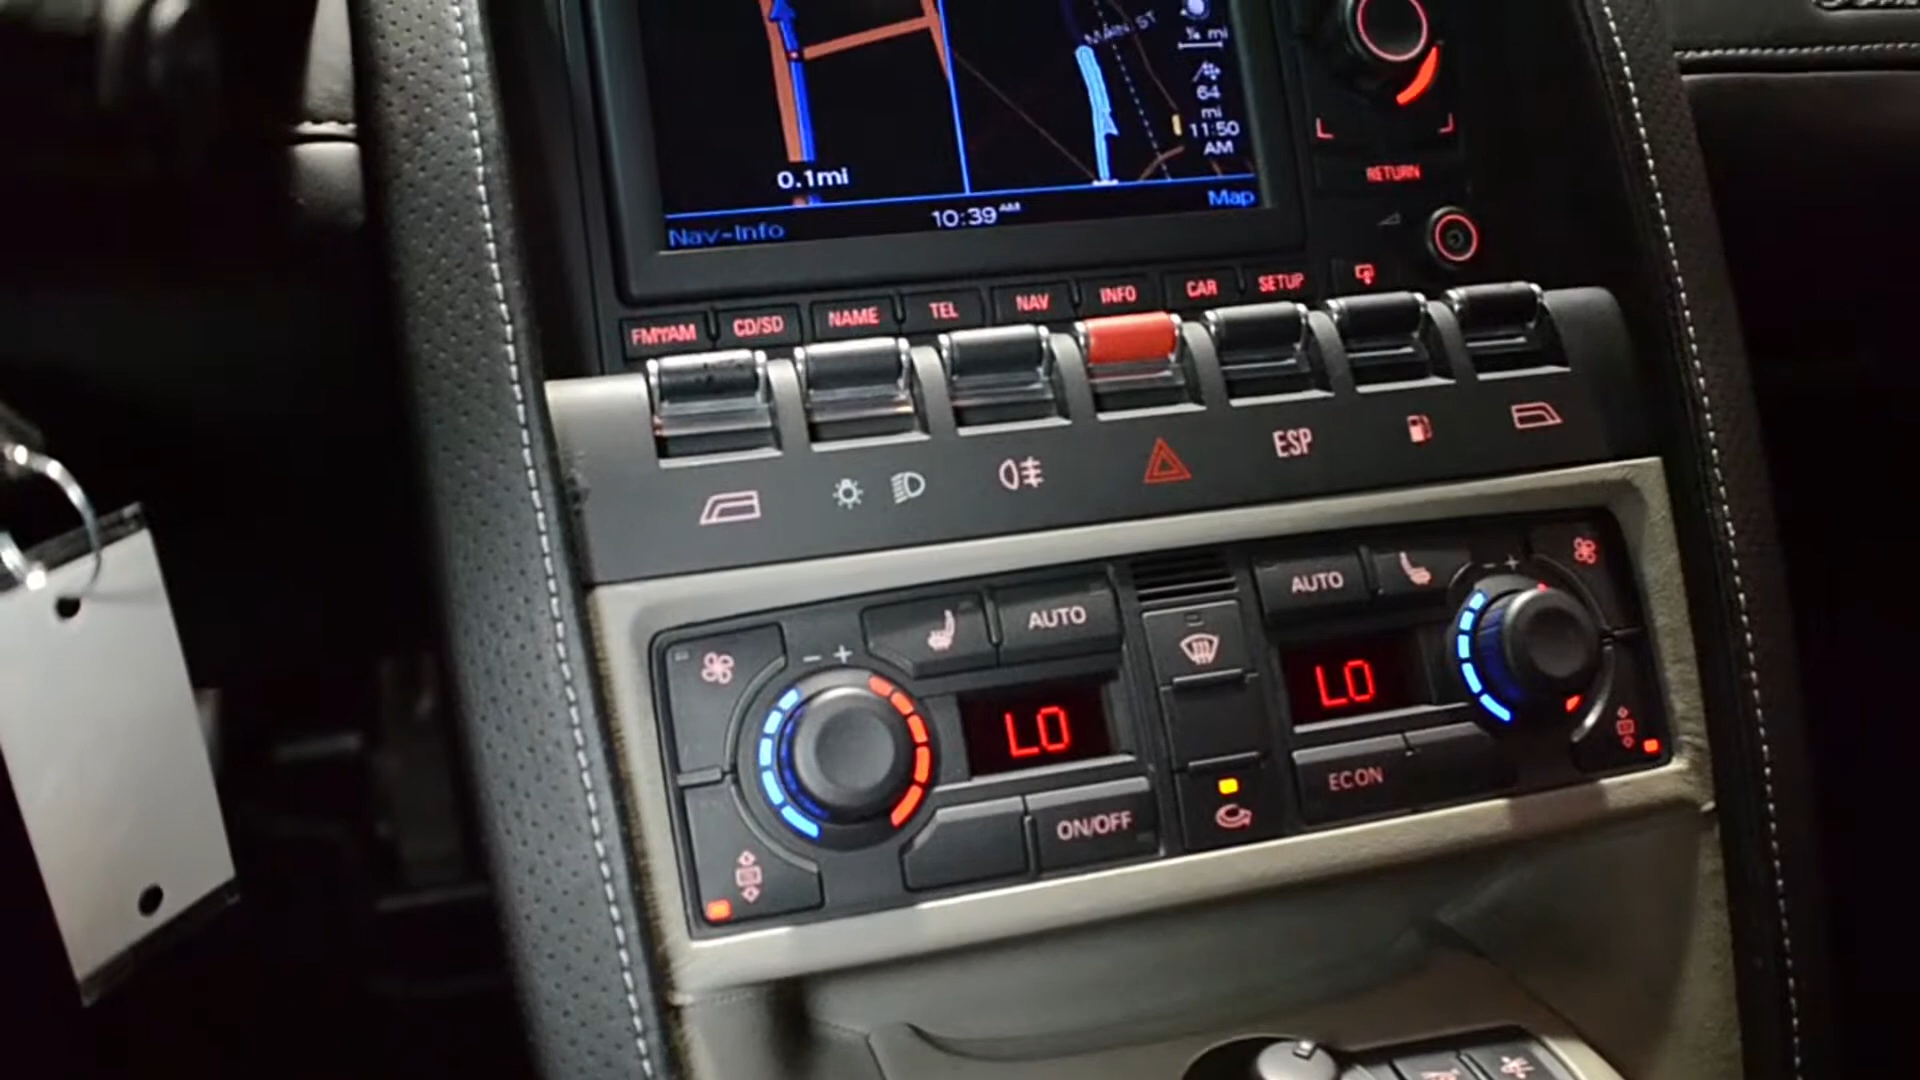 MAIN ST
¼ mi
64
mi
11:50
AM
0.1mi
Nav-Info
10:39 AM
Map
RETURN
FM/AM
CD/SD
NAME
TEL
NAV
INFO
CAR
SETUP
ESP
AUTO
AUTO
- +
- +
LO
LO
ON/OFF
ECON